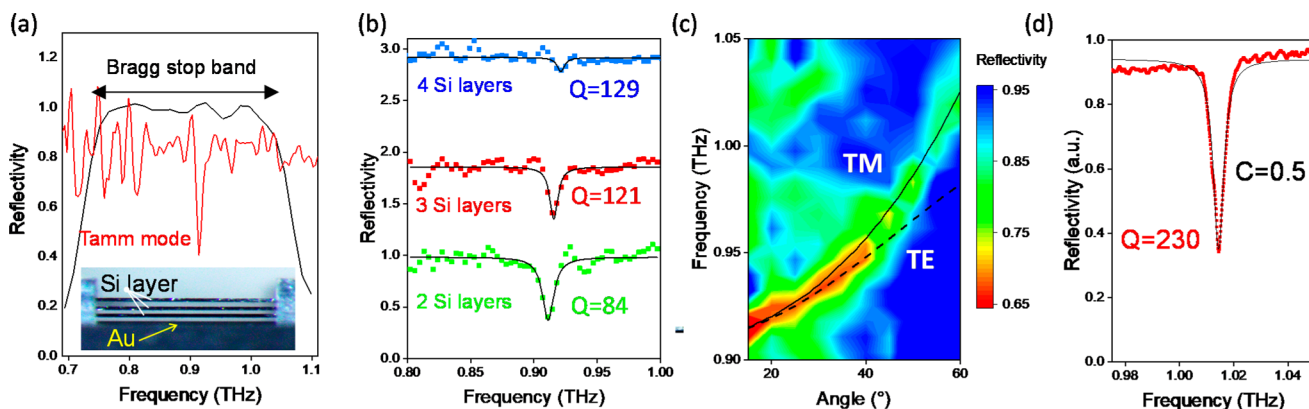 (a)
Reflectivity
1.2
1.0
0.8
0.6
0.4
0.2
0.0
Bragg stop band
Tamm mode
Si layer
Au
0.7 0.8 0.9 1.0 1.1
Frequency (THz)
(b)
Reflectivity
3.0
2.5
2.0
1.5
1.0
0.5
0.0
4 Si layers Q=129
3 Si layers Q=121
2 Si layers Q=84
0.80 0.85 0.90 0.95 1.00
Frequency (THz)
(c)
Frequency (THz)
1.05
1.00
0.95
0.90
TM
TE
20 40 60
Angle (°)
Reflectivity
0.95
0.85
0.75
0.65
(d)
Reflectivity (a.u.)
1.0
0.8
0.6
0.4
0.2
0.0
C=0.5
Q=230
0.98 1.00 1.02 1.04
Frequency (THz)